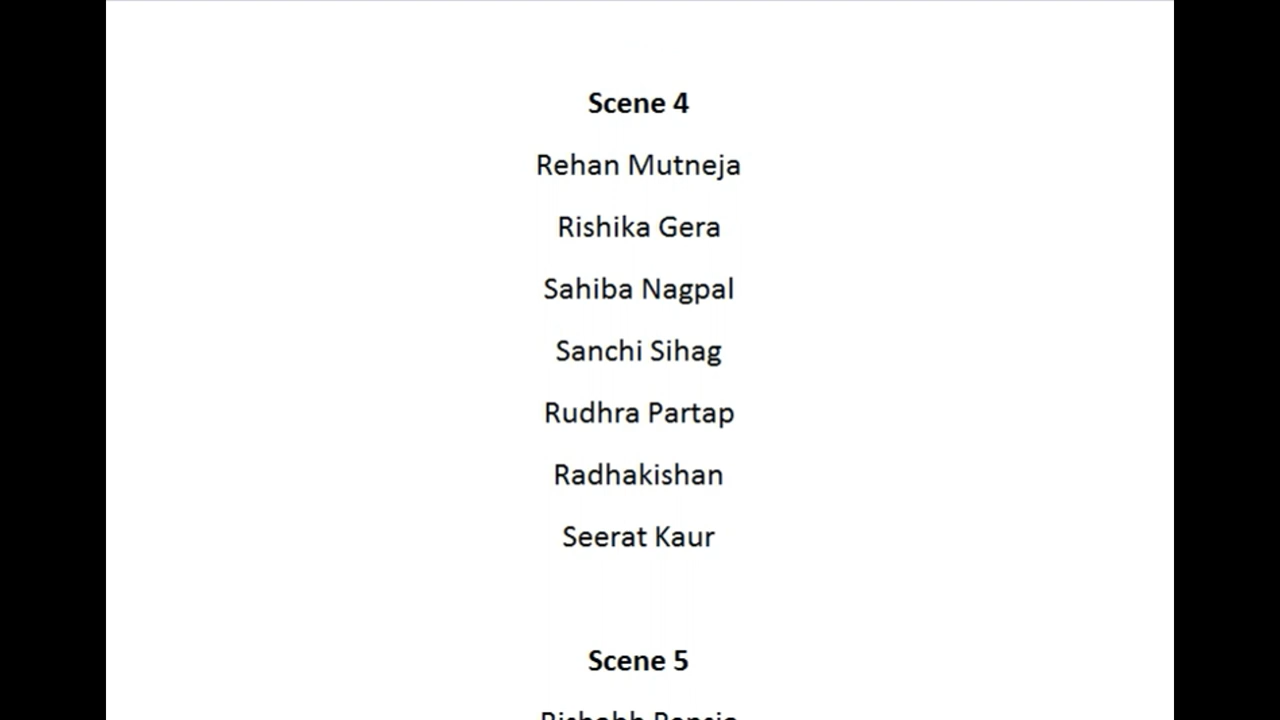 Scene 4
Rehan Mutneja
Rishika Gera
Sahiba Nagpal
Sanchi Sihag
Rudhra Partap
Radhakishan
Seerat Kaur
Scene 5